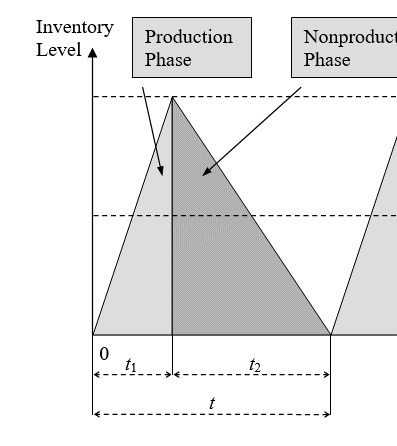 Inventory
Level
Production
Phase
Nonproduct
Phase
0
t1
t2
t